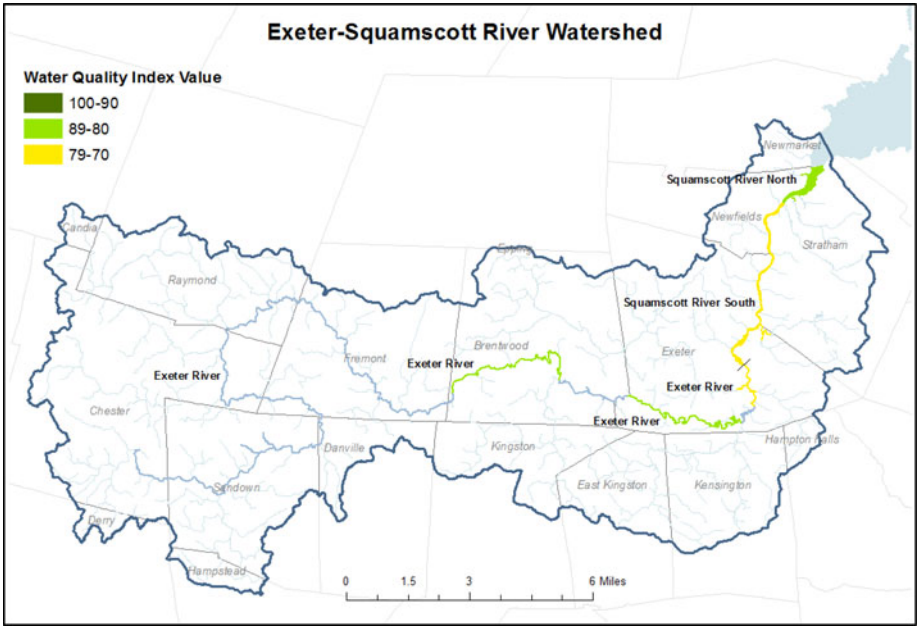 Exeter-Squamscott River Watershed
Water Quality Index Value
100-90
89-80
79-70
Newmarket
Squamscott River North
Newfields
Candia
Stratham
Epping
Raymond
Squamscott River South
Brentwood
Exeter
Fremont
Exeter River
Exeter River
Exeter River
Chester
Exeter River
Hampton Falls
Danville
Kingston
Sandown
East Kingston
Kensington
Derry
Hampstead
0 1.5 3 6 Miles